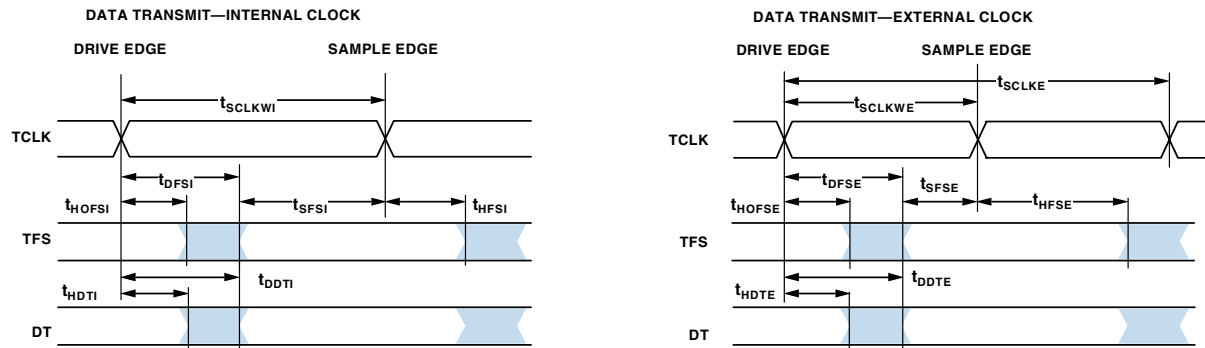 DATA TRANSMIT—INTERNAL CLOCK
DRIVE EDGE
SAMPLE EDGE
tSCLKWI
TCLK
tDFSI
tHOFSI
tSFSI
tHFSI
TFS
tDDTI
tHDTI
DT
DATA TRANSMIT—EXTERNAL CLOCK
DRIVE EDGE
SAMPLE EDGE
tSCLKE
tSCLKWE
TCLK
tDFSE
tSFSE
tHOFSE
tHFSE
TFS
tDDTE
tHDTE
DT